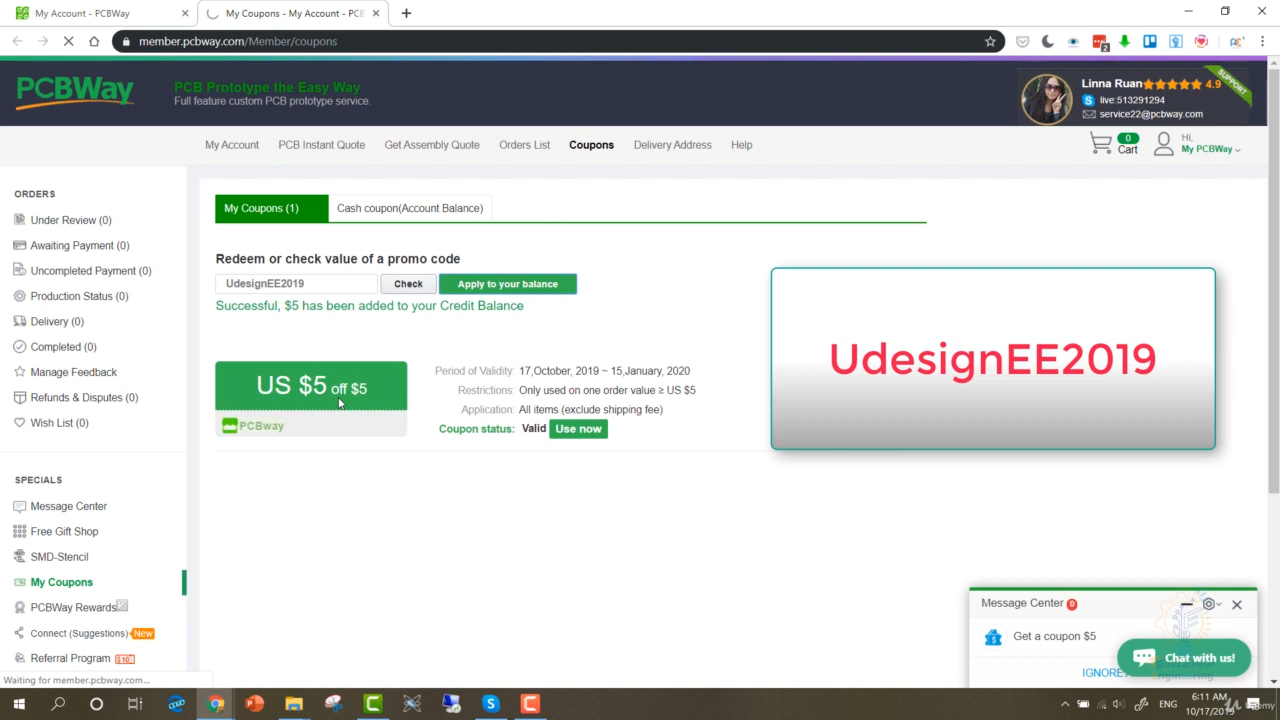 My Account - PCBWay
My Coupons - My Account - PCB
member.pcbway.com/Member/coupons
2
PCBWay
PCB Prototype the Easy Way
Full feature custom PCB prototype service.
Linna Ruan 4.9
SUPPORT
live:513291294
service22@pcbway.com
My Account PCB Instant Quote Get Assembly Quote Orders List Coupons Delivery Address Help
0
Cart
Hi,
My PCBWay
ORDERS
Under Review (0)
Awaiting Payment (0)
Uncompleted Payment (0)
Production Status (0)
Delivery (0)
Completed (0)
Manage Feedback
Refunds & Disputes (0)
Wish List (0)
SPECIALS
Message Center
Free Gift Shop
SMD-Stencil
My Coupons
PCBWay Rewards
Connect (Suggestions) New
Referral Program
Waiting for member.pcbway.com...
My Coupons (1) Cash coupon(Account Balance)
Redeem or check value of a promo code
UdesignEE2019 Check Apply to your balance
Successful, $5 has been added to your Credit Balance
US $5 off $5
PCBway
Period of Validity: 17,October, 2019 ~ 15,January, 2020
Restrictions: Only used on one order value ≥ US $5
Application: All items (exclude shipping fee)
Coupon status: Valid Use now
UdesignEE2019
Message Center 0
Get a coupon $5
IGNORE
Chat with us!
ENG
6:11 AM
10/17/2019